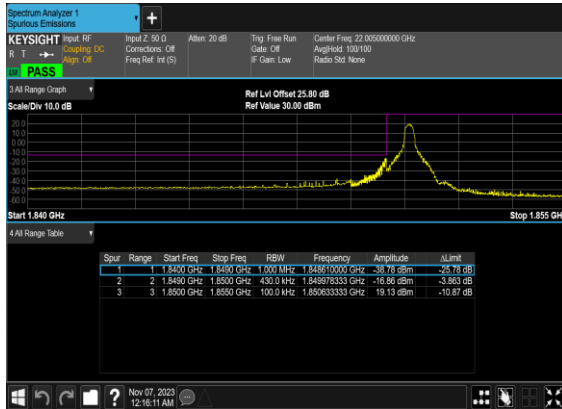 Spectrum Analyzer 1
Spurious Emissions
KEYSIGHT Input: RF
R T Coupling: DC
Align: Off
Input Z: 50 Ω
Corrections: Off
Freq Ref: Int (S)
Atten: 20 dB
Trig: Free Run
Gate: Off
IF Gain: Low
Center Freq: 22.005000000 GHz
Avg|Hold: 100/100
Radio Std: None
PASS
3 All Range Graph
Scale/Div 10.0 dB
Ref Lvl Offset 25.80 dB
Ref Value 30.00 dBm
20.0
10.0
0.00
-10.0
-20.0
-30.0
-40.0
-50.0
-60.0
Start 1.840 GHz
Stop 1.855 GH
4 All Range Table
Spur Range Start Freq Stop Freq RBW Frequency Amplitude ΔLimit
1 1 1.8400 GHz 1.8490 GHz 1.000 MHz 1.848610000 GHz -38.78 dBm -25.78 dB
2 2 1.8490 GHz 1.8500 GHz 430.0 kHz 1.849978333 GHz -16.86 dBm -3.863 dB
3 3 1.8500 GHz 1.8550 GHz 100.0 kHz 1.850633333 GHz 19.13 dBm -10.87 dB
?
Nov 07, 2023
12:16:11 AM